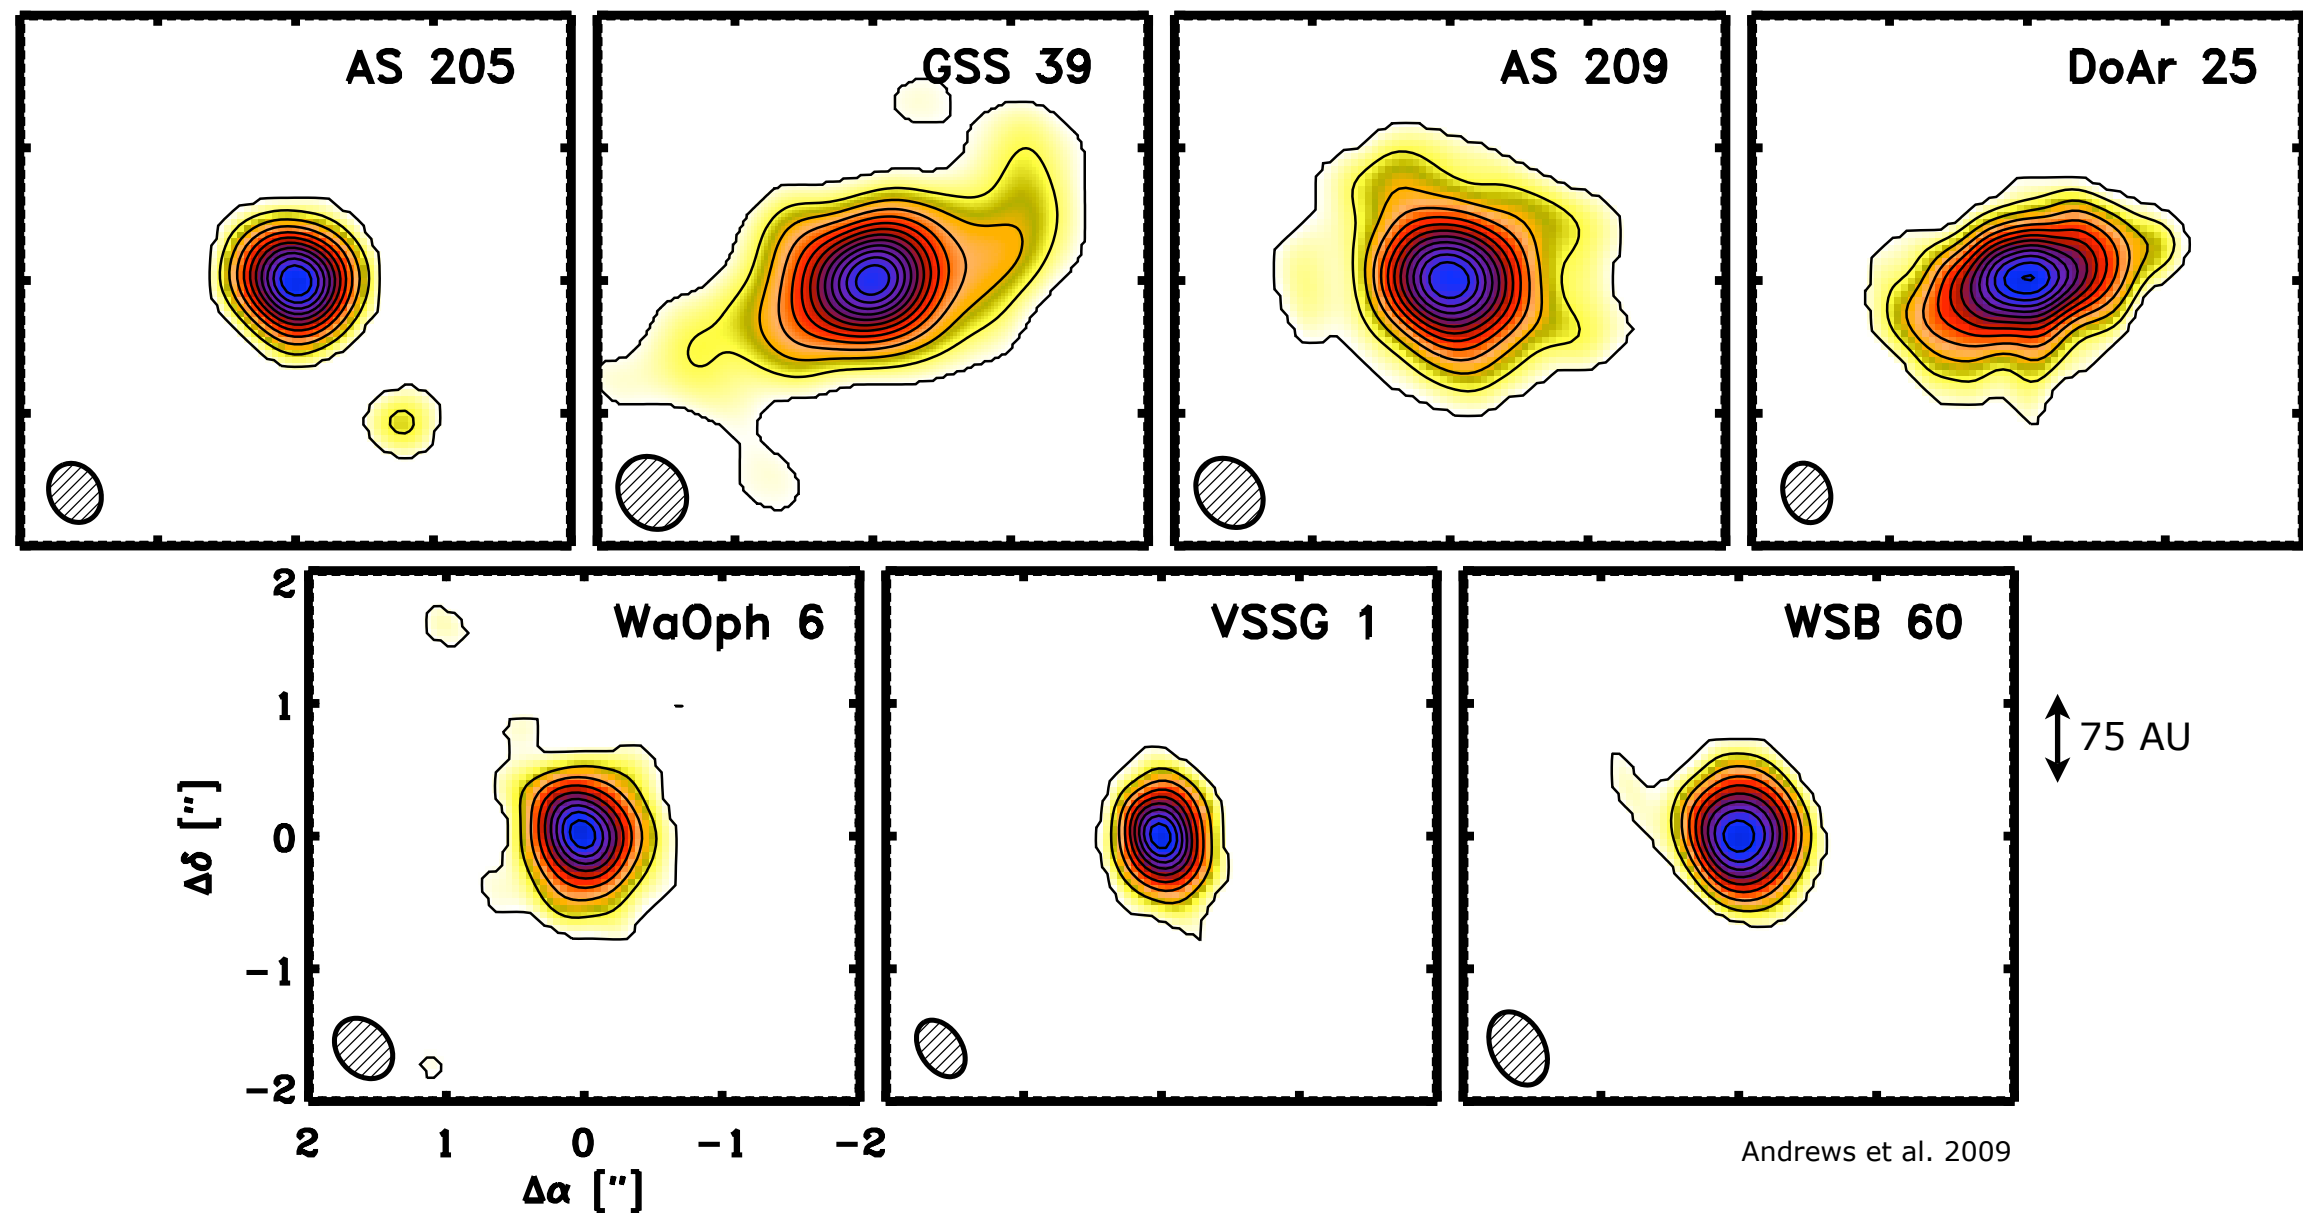 AS 205
GSS 39
AS 209
DoAr 25
WaOph 6
VSSG 1
WSB 60
2
1
0
−1
−2
Δδ ["]
2
1
0
−1
−2
Δα ["]
75 AU
Andrews et al. 2009